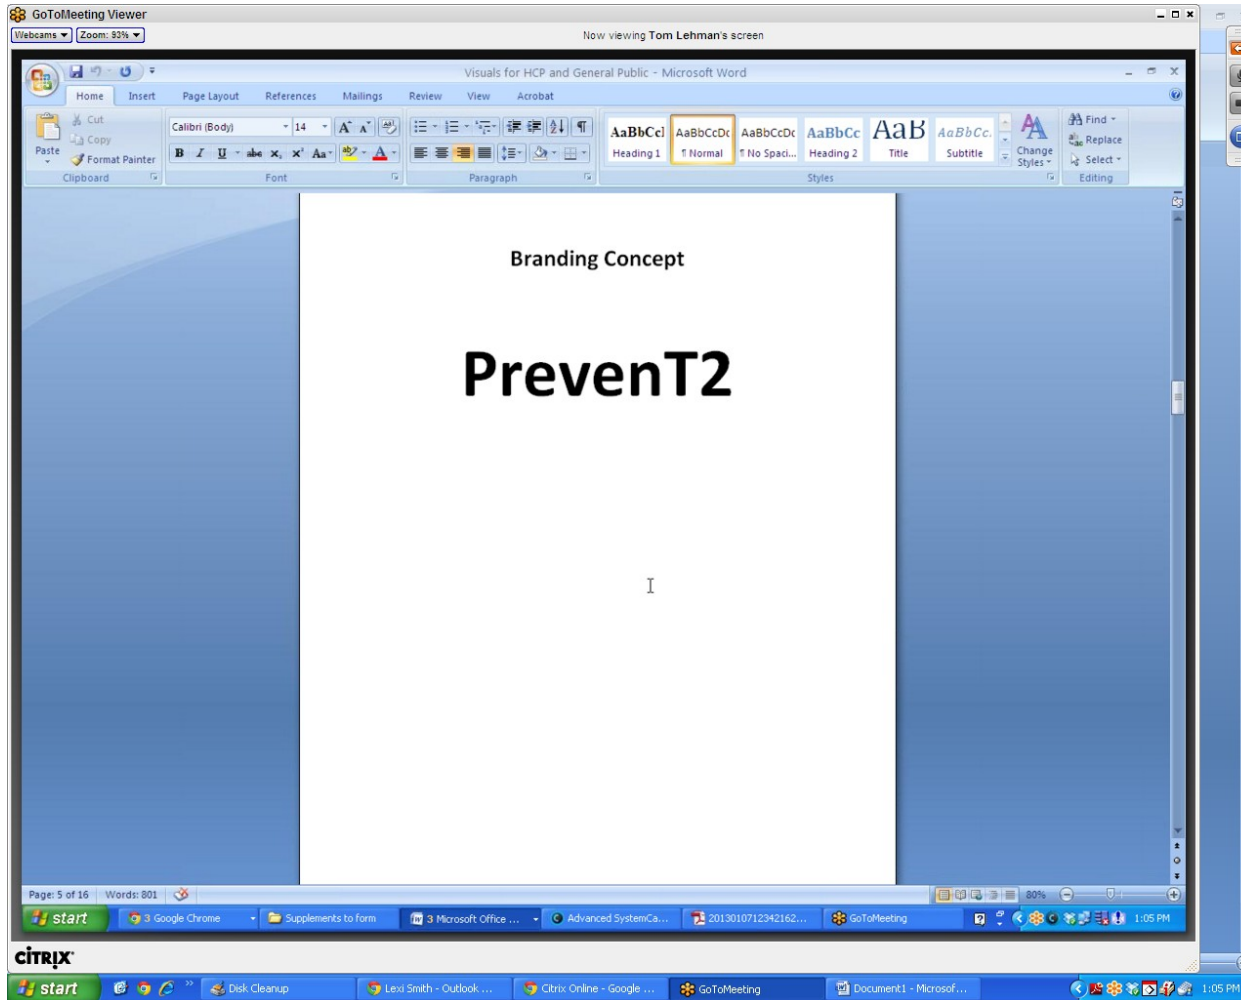 GoToMeeting Viewer
Webcams Zoom: 93% Now viewing Tom Lehman's screen
Visuals for HCP and General Public - Microsoft Word
Home Insert Page Layout References Mailings Review View Acrobat
Cut
Copy
Format Painter
Paste
Clipboard
Calibri (Body) 14
B I U abc x₂ x² Aa A
Font
Paragraph
AaBbCcI AaBbCcDc AaBbCcDc AaBbCc AaB AaBbCc.
Heading 1 ¶ Normal ¶ No Spaci... Heading 2 Title Subtitle
Change Styles
Styles
Find
Replace
Select
Editing
Branding Concept
PrevenT2
Page: 5 of 16 Words: 801 80%
start 3 Google Chrome Supplements to form 3 Microsoft Office ... Advanced SystemCa... 2013010712342162... GoToMeeting 1:05 PM
CITRIX
start Disk Cleanup Lexi Smith - Outlook ... Citrix Online - Google ... GoToMeeting Document1 - Microsof... 1:05 PM